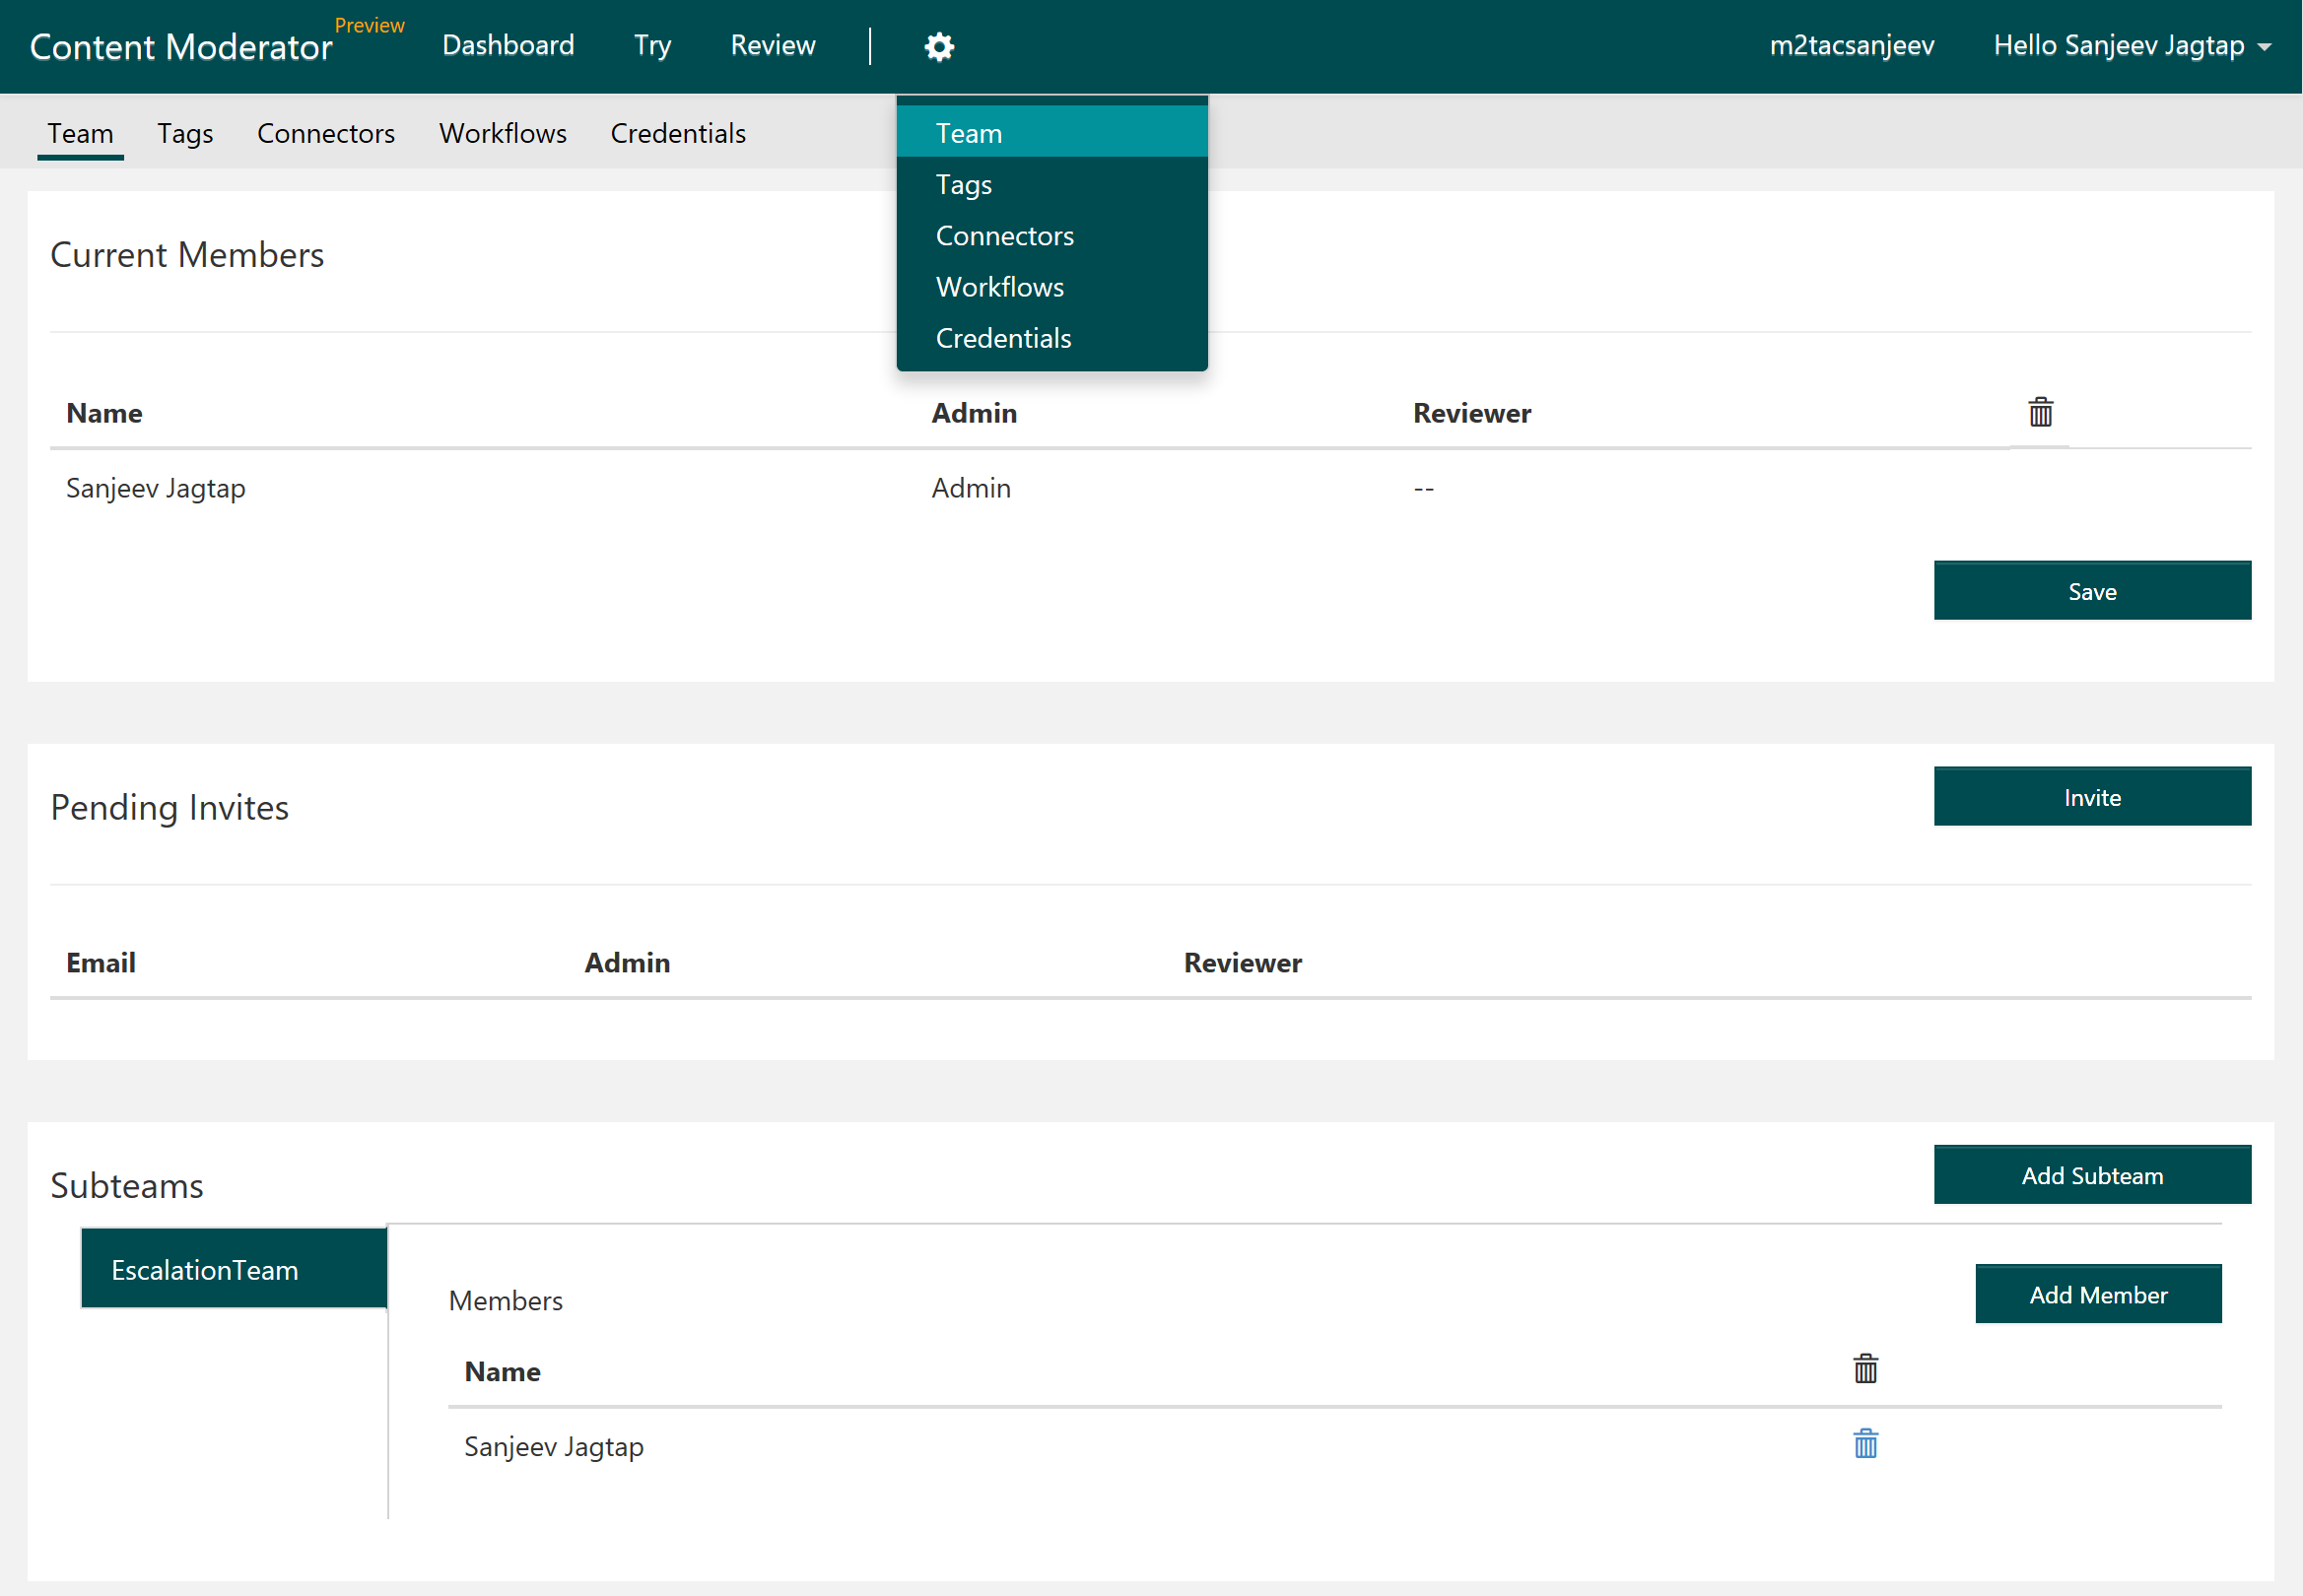 Content Moderator Preview Dashboard Try Review m2tacsanjeev Hello Sanjeev Jagtap
Team Tags Connectors Workflows Credentials
Team
Tags
Connectors
Workflows
Credentials
Current Members
Name Admin Reviewer
Sanjeev Jagtap Admin --
Save
Pending Invites
Invite
Email Admin Reviewer
Subteams
Add Subteam
EscalationTeam
Members
Add Member
Name
Sanjeev Jagtap